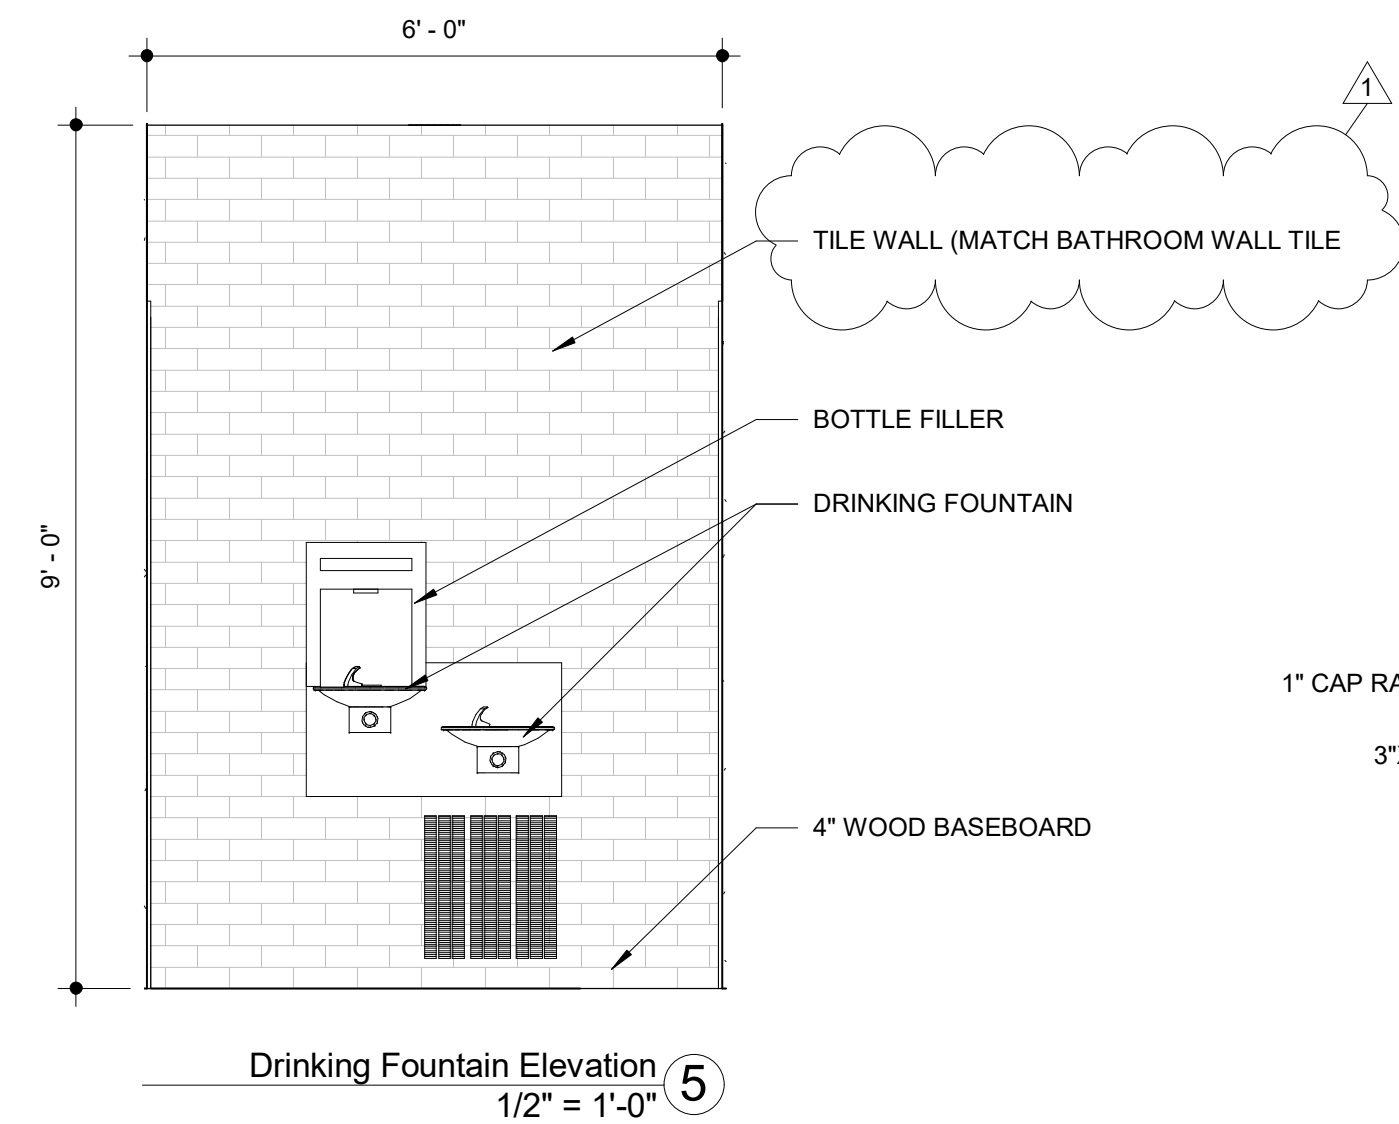 6' - 0"
1
TILE WALL (MATCH BATHROOM WALL TILE
BOTTLE FILLER
DRINKING FOUNTAIN
9' - 0"
1" CAP RA
3"
4" WOOD BASEBOARD
Drinking Fountain Elevation
5
1/2" = 1'-0"